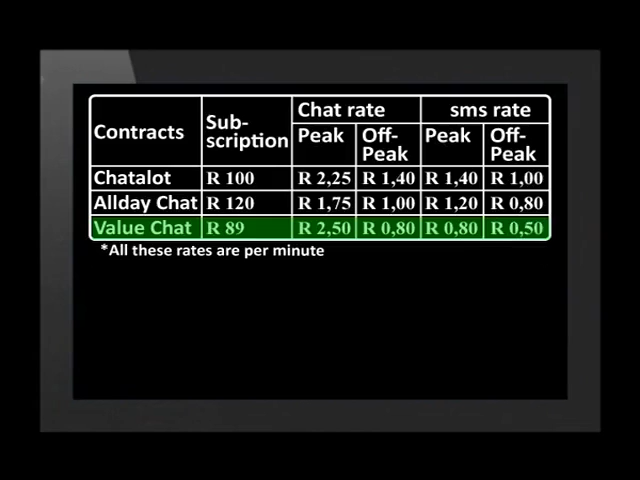 Contracts Sub-scription Chat rate sms rate
Peak Off-Peak Peak Off-Peak
Chatalot R 100 R 2,25 R 1,40 R 1,40 R 1,00
Allday Chat R 120 R 1,75 R 1,00 R 1,20 R 0,80
Value Chat R 89 R 2,50 R 0,80 R 0,80 R 0,50
*All these rates are per minute